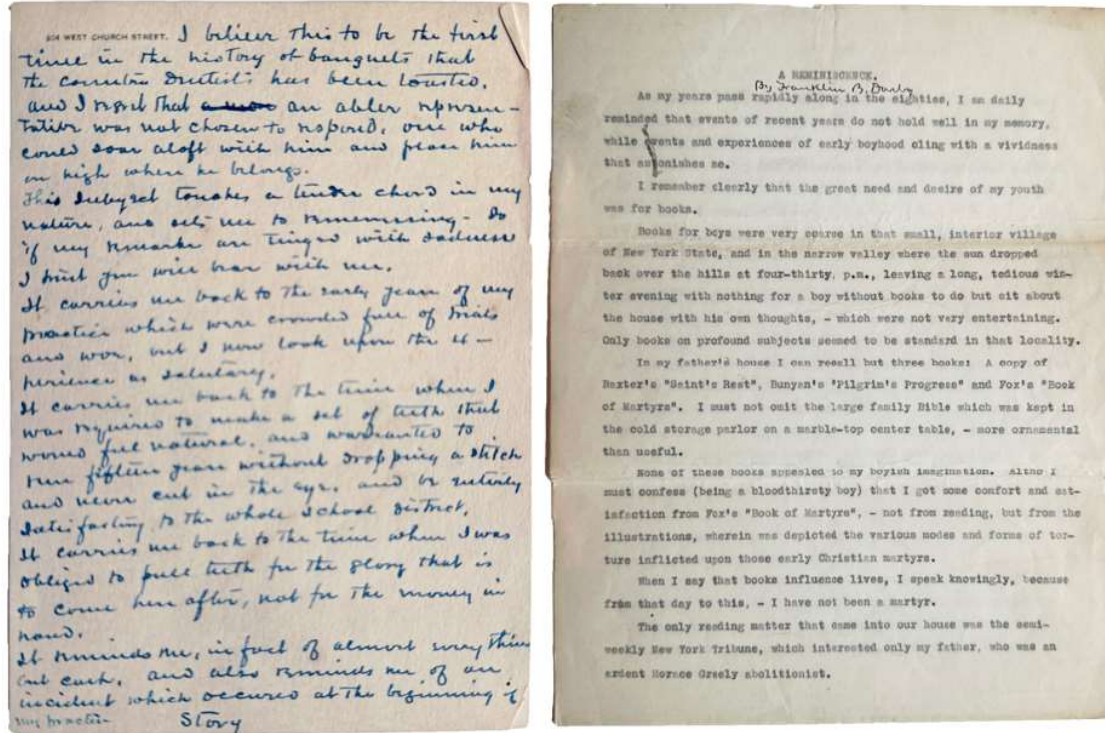 804 WEST CHURCH STREET. I believe this to be the first
time in the history of banquets that
the country Dentists has been toasted,
and I regret that an abler represen-
tative was not chosen to respond, one who
could soar aloft with him and place him
on high where he belongs.
This subject touches a tender chord in my
nature, and sets me to reminiscing - So
if my remarks are tinged with sadness
I trust you will bear with me.
It carries me back to the early years of my
practice which were crowded full of trials
and woe, but I now look upon the ex-
perience as salutary.
It carries me back to the time when I
was required to make a set of teeth that
would feel natural, and warranted to
run fifteen years without dropping a stitch
and never cut in the eye, and be entirely
satisfactory to the whole school district.
It carries me back to the time when I was
obliged to pull teeth for the glory that is
to come here after, not for the money in
hand.
It reminds me, in fact of almost every thing
but cash, and also reminds me of an
incident which occured at the beginning of
my practice Story
A REMINISCENCE.
By Franklin B. Darby
As my years pass rapidly along in the eighties, I am daily
reminded that events of recent years do not hold well in my memory,
while events and experiences of early boyhood cling with a vividness
that astonishes me.
I remember clearly that the great need and desire of my youth
was for books.
Books for boys were very sparse in that small, interior village
of New York State, and in the narrow valley where the sun dropped
back over the hills at four-thirty, p.m., leaving a long, tedious win-
ter evening with nothing for a boy without books to do but sit about
the house with his own thoughts, - which were not very entertaining.
Only books on profound subjects seemed to be standard in that locality.
In my father's house I can recall but three books: A copy of
Baxter's "Saint's Rest", Bunyan's "Pilgrim's Progress" and Fox's "Book
of Martyrs". I must not omit the large family Bible which was kept in
the cold storage parlor on a marble-top center table, - more ornamental
than useful.
None of these books appealed to my boyish imagination. Altho I
must confess (being a bloodthirsty boy) that I got some comfort and sat-
isfaction from Fox's "Book of Martyrs", - not from reading, but from the
illustrations, wherein was depicted the various modes and forms of tor-
ture inflicted upon those early Christian martyrs.
When I say that books influence lives, I speak knowingly, because
from that day to this, - I have not been a martyr.
The only reading matter that came into our house was the semi-
weekly New York Tribune, which interested only my father, who was an
ardent Horace Greely abolitionist.